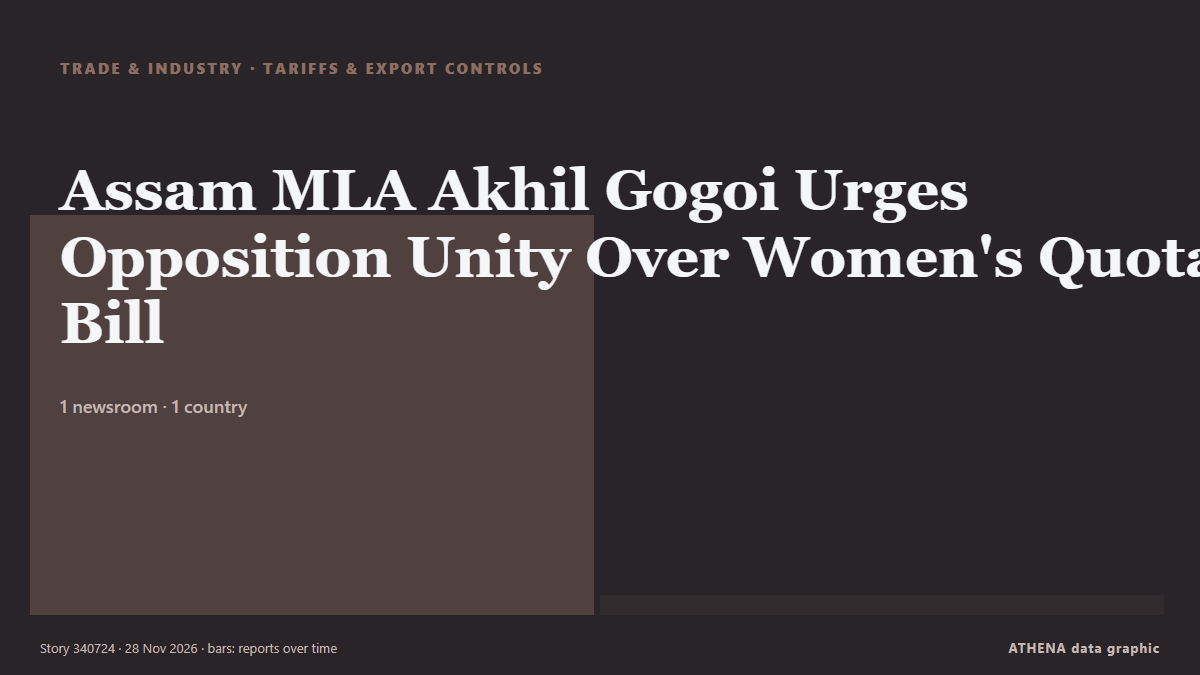 TRADE & INDUSTRY · TARIFFS & EXPORT CONTROLS
Assam MLA Akhil Gogoi Urges
Opposition Unity Over Women's Quota
Bill
1 newsroom · 1 country
Story 340724 · 28 Nov 2026 · bars: reports over time
ATHENA data graphic